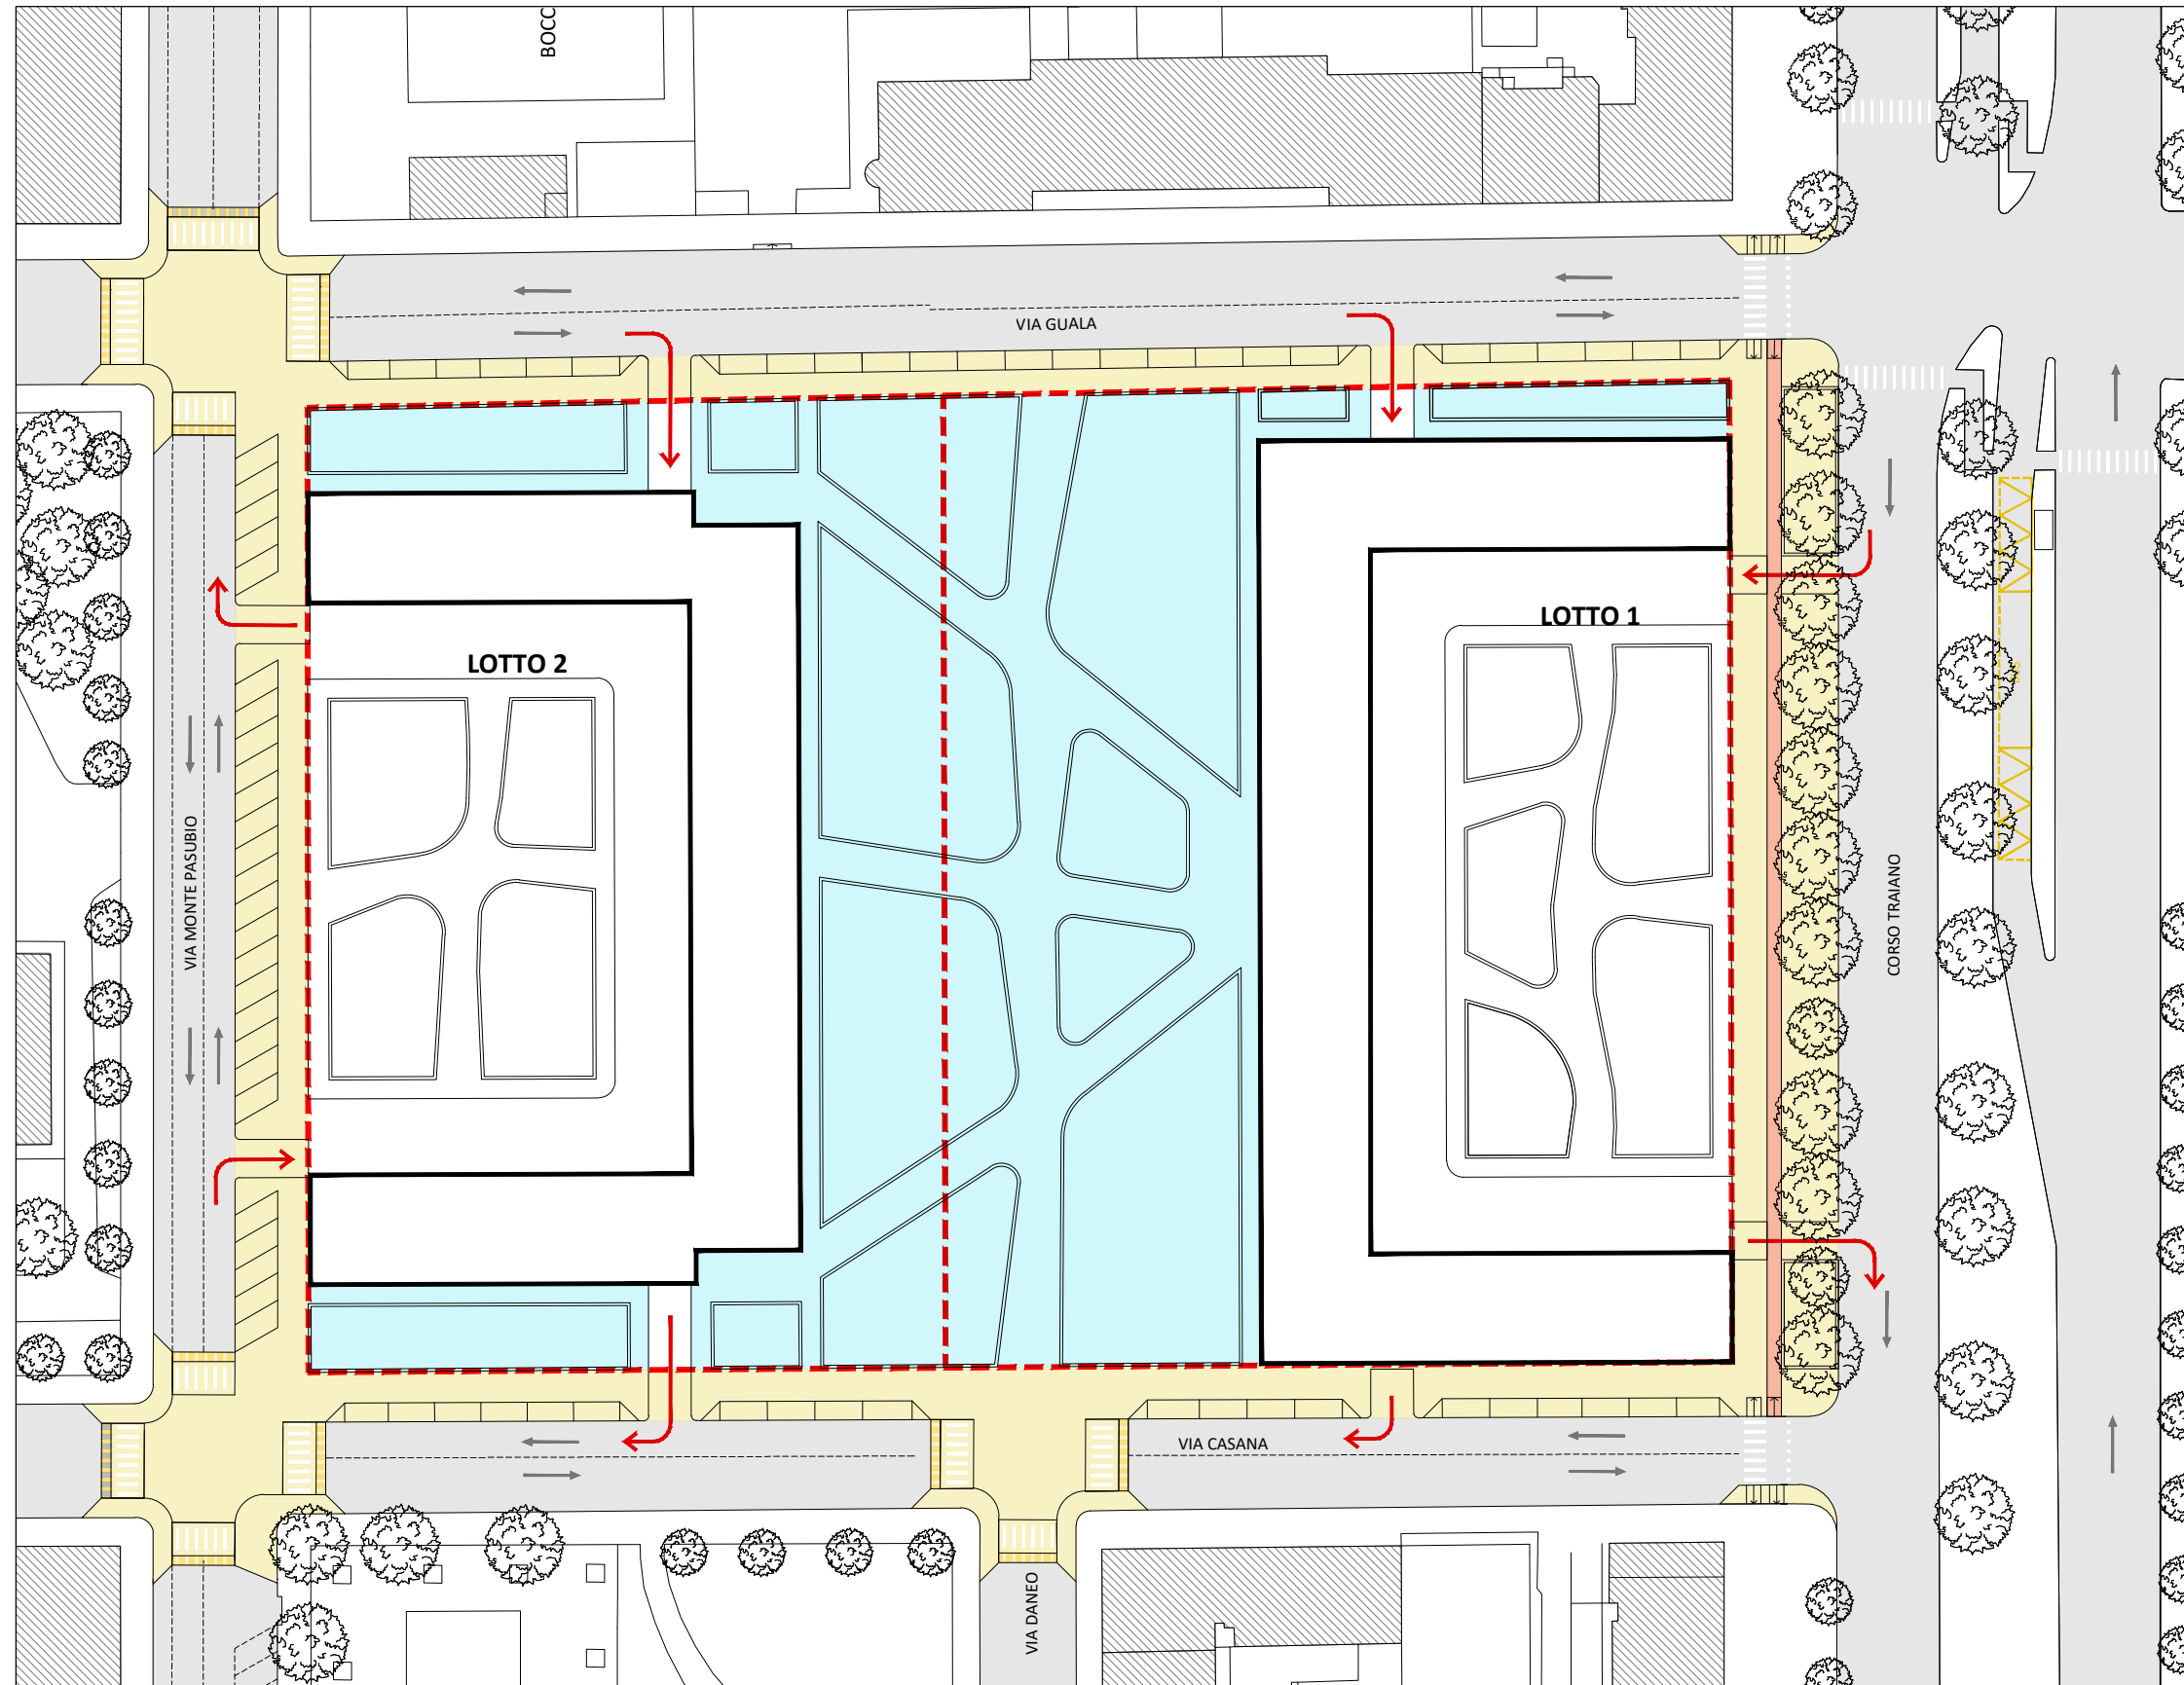 BOCC
VIA GUALA
LOTTO 1
LOTTO 2
VIA MONTE PASUBIO
CORSO TRAIANO
VIA CASANA
VIA DANEO